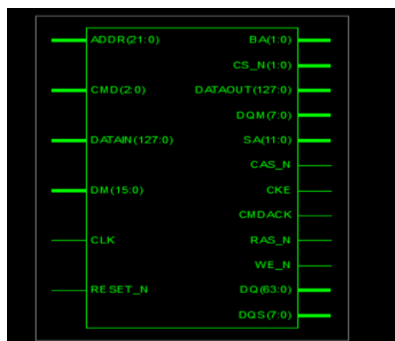 ADDR(21:0)
CMD(2:0)
DATAIN(127:0)
DM(15:0)
CLK
RESET_N
BA(1:0)
CS_N(1:0)
DATAOUT(127:0)
DQM(7:0)
SA(11:0)
CAS_N
CKE
CMDACK
RAS_N
WE_N
DQ(63:0)
DQS(7:0)